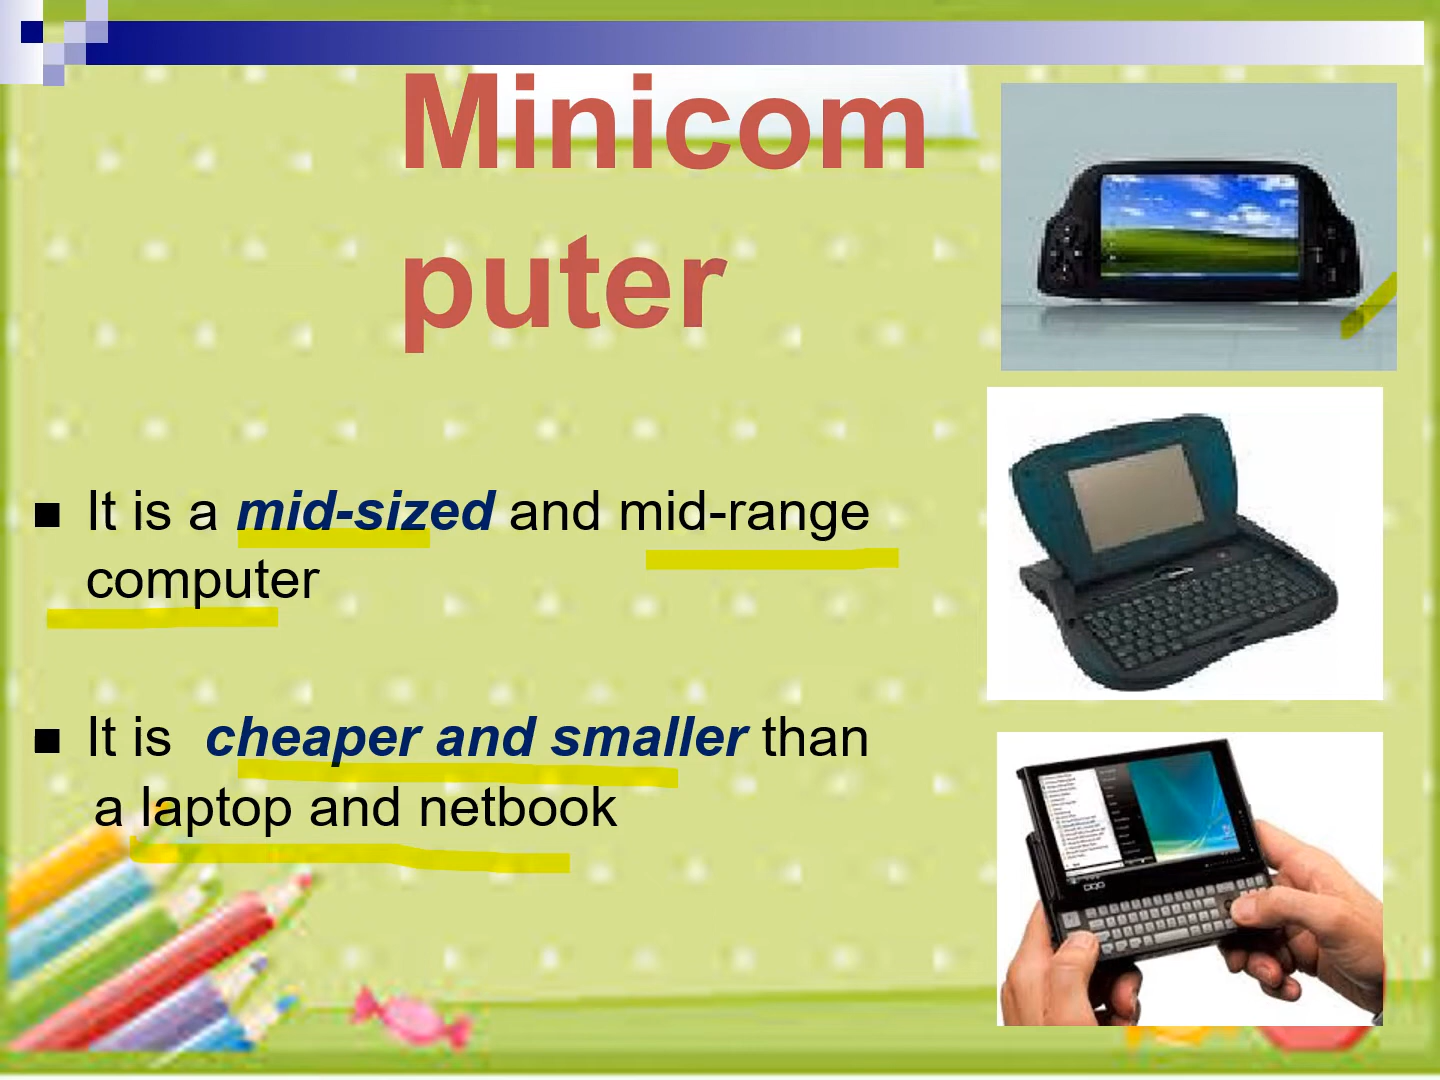 Minicom
puter
It is a mid-sized and mid-range
computer
It is cheaper and smaller than
a laptop and netbook
OQO